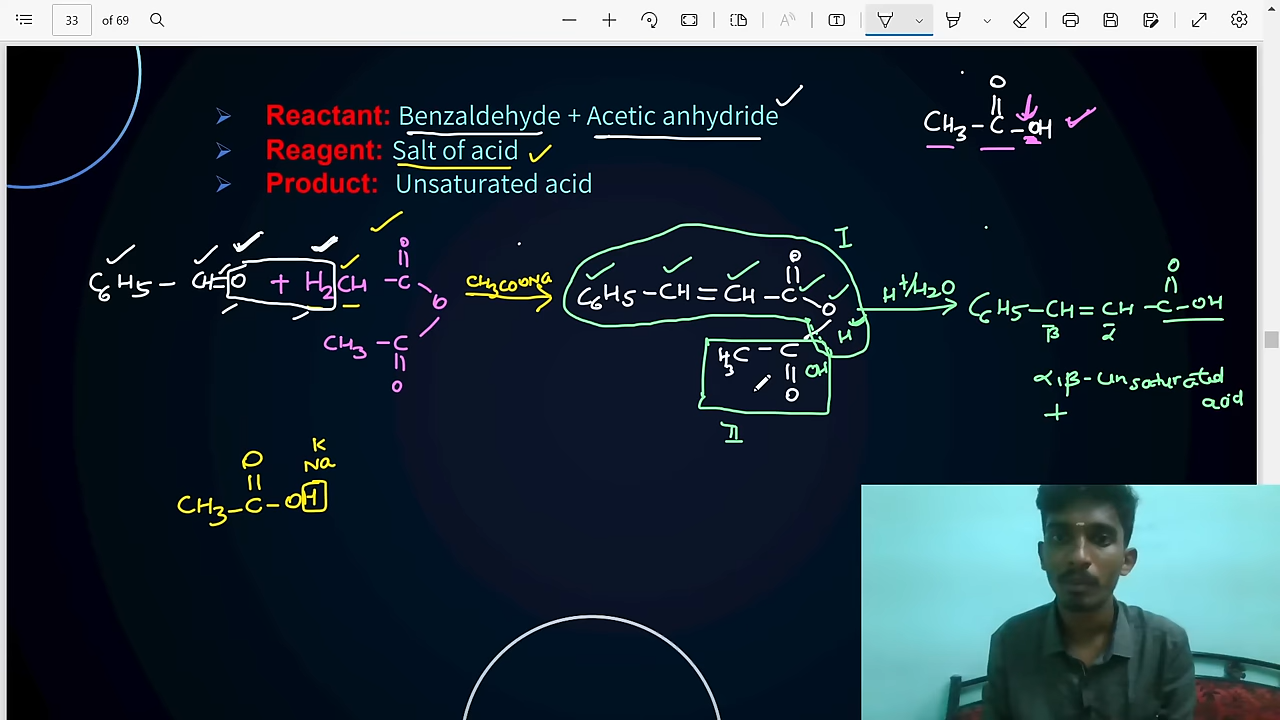 33 of 69
Reactant: Benzaldehyde + Acetic anhydride
Reagent: Salt of acid
Product: Unsaturated acid
O
||
CH3 - C - OH
C6H5 - CH=O + H2CH - C
O
||
O
CH3 - C
||
O
CH3COONa
I
C6H5 - CH = CH - C
O
||
O
H
H3C - C
||
O
OH
II
H+/H2O
O
||
C6H5 - CH = CH - C - OH
β α
α,β-unsaturated
acid
+
K
Na
O
||
CH3 - C - OH